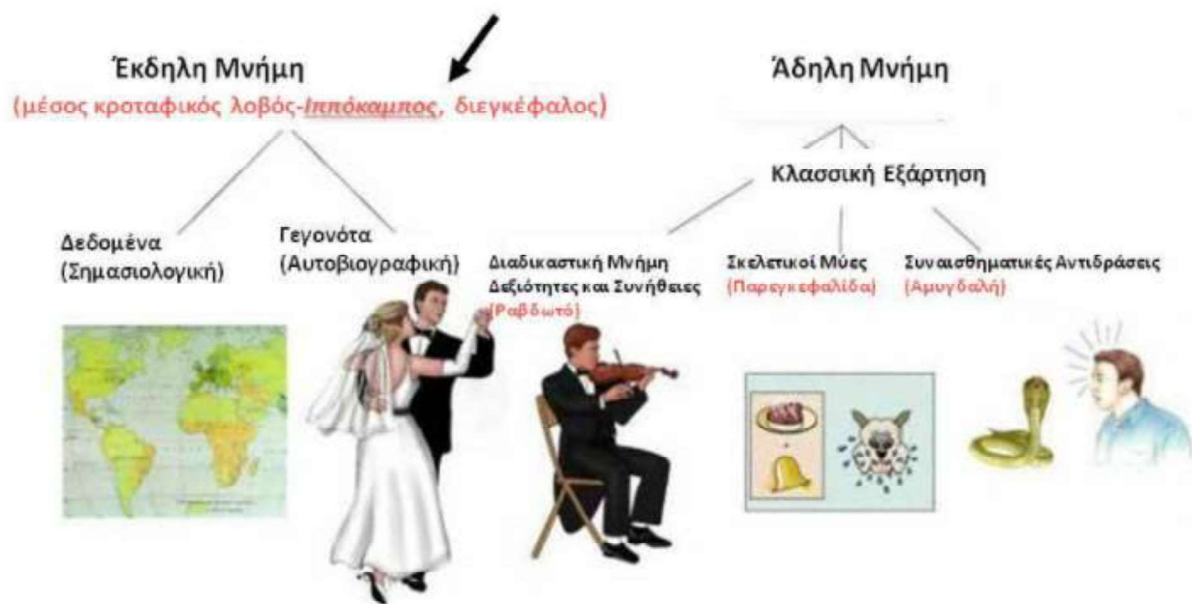 Έκδηλη Μνήμη
(μέσος κροταφικός λοβός-Ιππόκαμπος, διεγκέφαλος)
Δεδομένα
(Σημασιολογική)
Γεγονότα
(Αυτοβιογραφική)
Άδηλη Μνήμη
Κλασσική Εξάρτηση
Διαδικαστική Μνήμη
Δεξιότητες και Συνήθειες
(Ραβδωτό)
Σκελετικοί Μύες
(Παρεγκεφαλίδα)
Συναισθηματικές Αντιδράσεις
(Αμυγδαλή)